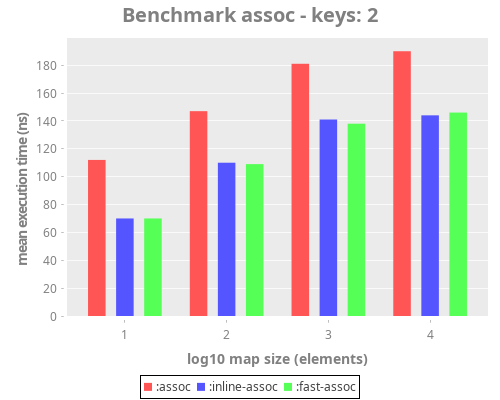 Benchmark assoc - keys: 2
mean execution time (ns)
180
160
140
120
100
80
60
40
20
0
1 2 3 4
log10 map size (elements)
:assoc :inline-assoc :fast-assoc